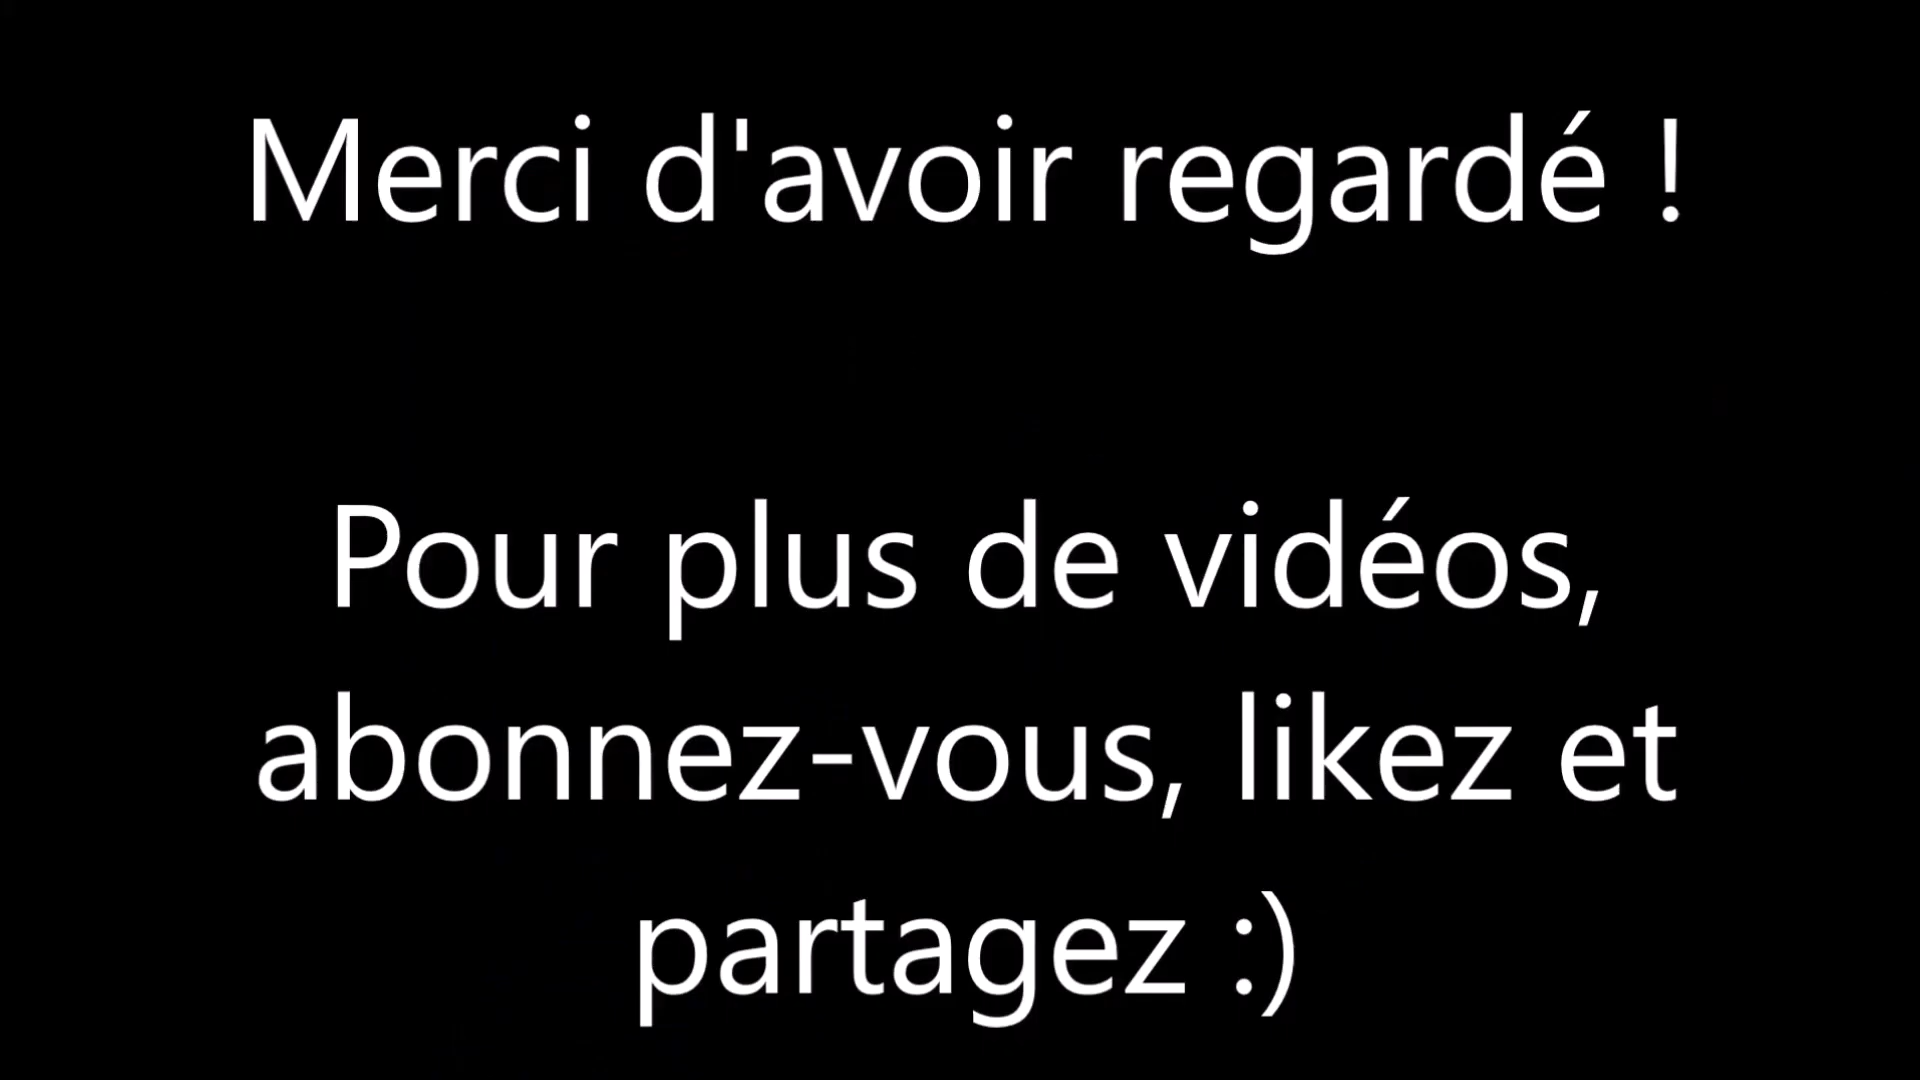 Merci d'avoir regardé !
Pour plus de vidéos,
abonnez-vous, likez et
partagez :)